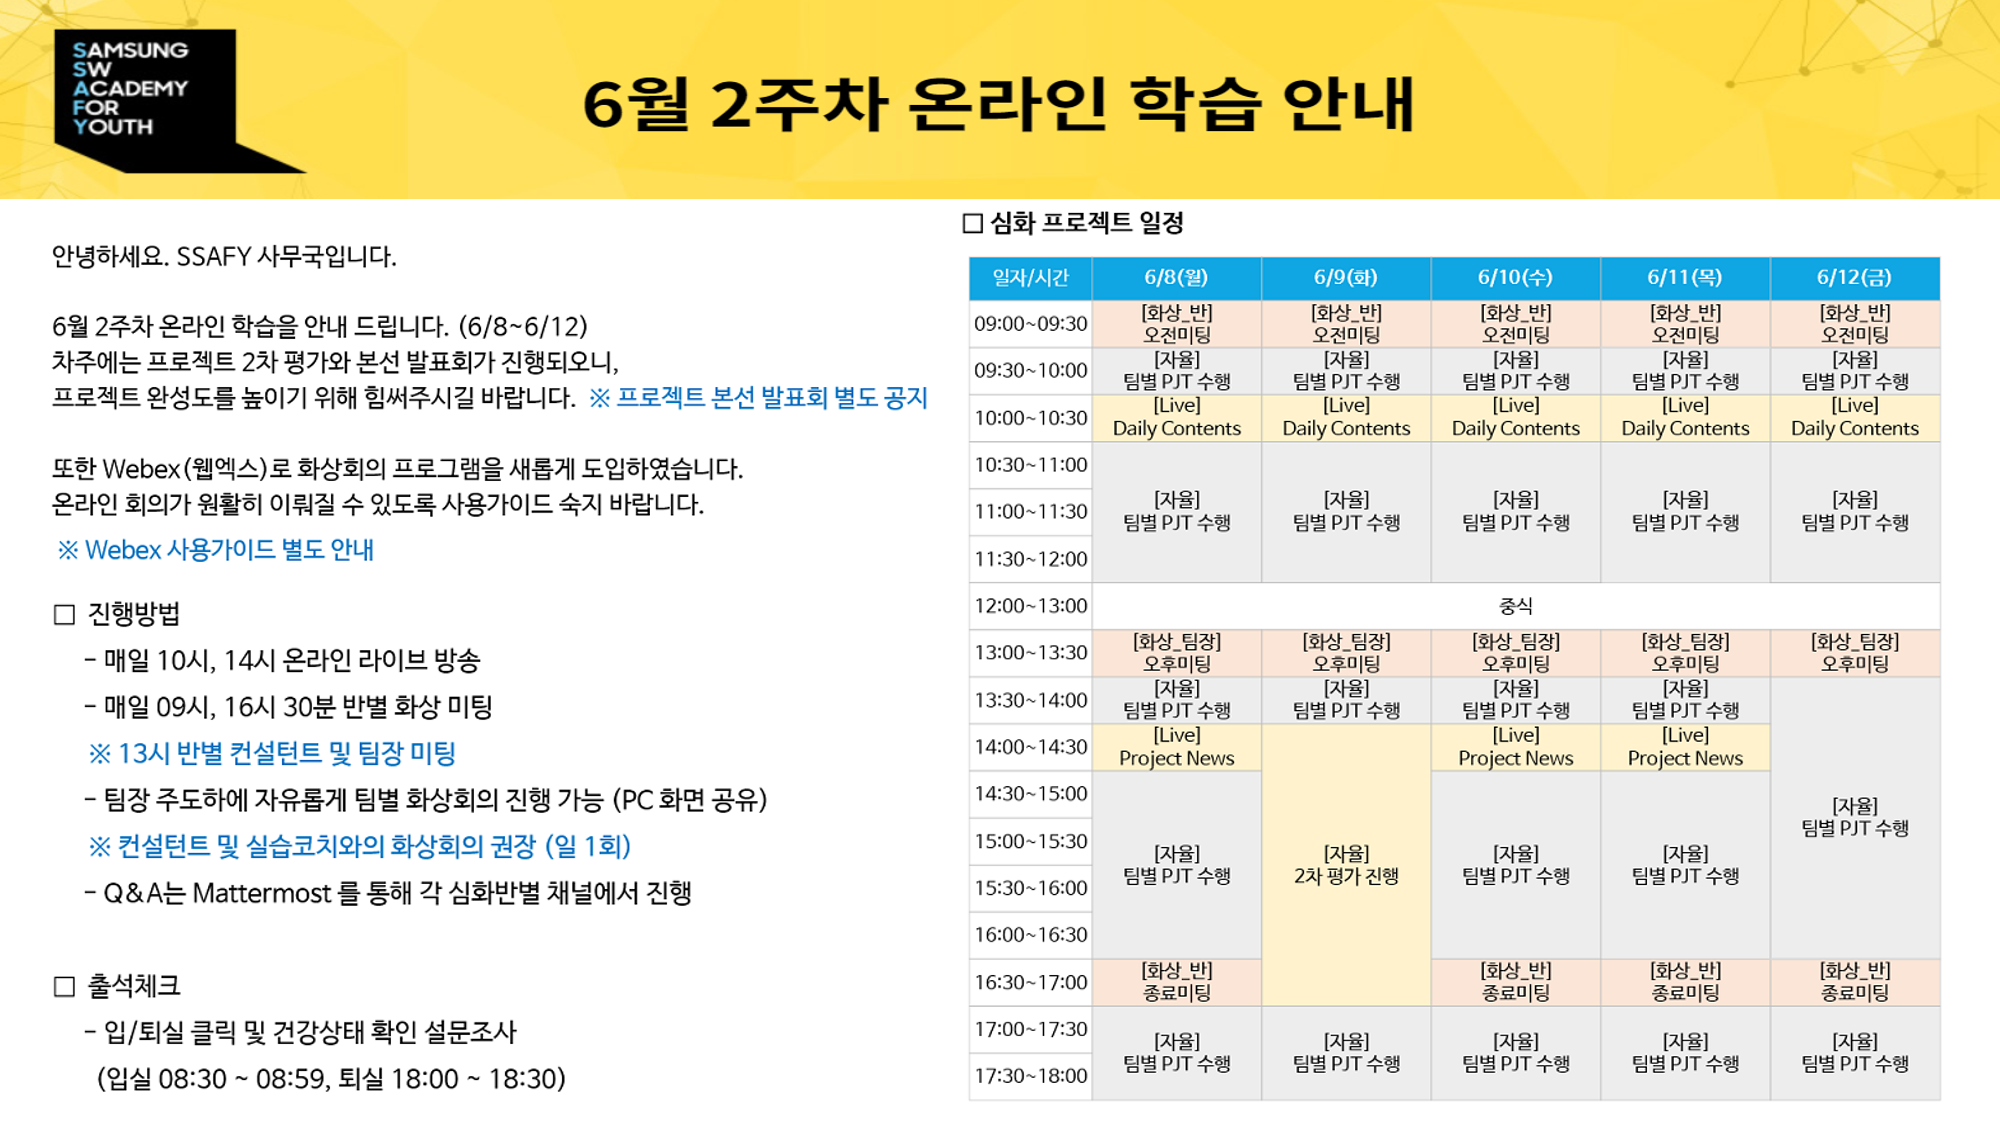 SAMSUNG
SW
ACADEMY
FOR
YOUTH
6월 2주차 온라인 학습 안내
안녕하세요. SSAFY 사무국입니다.
6월 2주차 온라인 학습을 안내 드립니다. (6/8~6/12)
차주에는 프로젝트 2차 평가와 본선 발표회가 진행되오니,
프로젝트 완성도를 높이기 위해 힘써주시길 바랍니다. ※ 프로젝트 본선 발표회 별도 공지
또한 Webex(웹엑스)로 화상회의 프로그램을 새롭게 도입하였습니다.
온라인 회의가 원활히 이뤄질 수 있도록 사용가이드 숙지 바랍니다.
※ Webex 사용가이드 별도 안내
□ 진행방법
- 매일 10시, 14시 온라인 라이브 방송
- 매일 09시, 16시 30분 반별 화상 미팅
※ 13시 반별 컨설턴트 및 팀장 미팅
- 팀장 주도하에 자유롭게 팀별 화상회의 진행 가능 (PC 화면 공유)
※ 컨설턴트 및 실습코치와의 화상회의 권장 (일 1회)
- Q&A는 Mattermost 를 통해 각 심화반별 채널에서 진행
□ 출석체크
- 입/퇴실 클릭 및 건강상태 확인 설문조사
(입실 08:30 ~ 08:59, 퇴실 18:00 ~ 18:30)
□ 심화 프로젝트 일정
일자/시간 6/8(월) 6/9(화) 6/10(수) 6/11(목) 6/12(금)
09:00~09:30 [화상_반] [화상_반] [화상_반] [화상_반] [화상_반]
오전미팅 오전미팅 오전미팅 오전미팅 오전미팅
09:30~10:00 [자율] [자율] [자율] [자율] [자율]
팀별 PJT 수행 팀별 PJT 수행 팀별 PJT 수행 팀별 PJT 수행 팀별 PJT 수행
10:00~10:30 [Live] [Live] [Live] [Live] [Live]
Daily Contents Daily Contents Daily Contents Daily Contents Daily Contents
10:30~11:00
11:00~11:30 [자율] [자율] [자율] [자율] [자율]
팀별 PJT 수행 팀별 PJT 수행 팀별 PJT 수행 팀별 PJT 수행 팀별 PJT 수행
11:30~12:00
12:00~13:00 중식
13:00~13:30 [화상_팀장] [화상_팀장] [화상_팀장] [화상_팀장] [화상_팀장]
오후미팅 오후미팅 오후미팅 오후미팅 오후미팅
13:30~14:00 [자율] [자율] [자율] [자율]
팀별 PJT 수행 팀별 PJT 수행 팀별 PJT 수행 팀별 PJT 수행
14:00~14:30 [Live] [Live] [Live]
Project News Project News Project News
14:30~15:00 [자율]
팀별 PJT 수행
15:00~15:30 [자율] [자율] [자율] [자율]
15:30~16:00 팀별 PJT 수행 2차 평가 진행 팀별 PJT 수행 팀별 PJT 수행
16:00~16:30
16:30~17:00 [화상_반] [화상_반] [화상_반] [화상_반]
종료미팅 종료미팅 종료미팅 종료미팅
17:00~17:30 [자율] [자율] [자율] [자율] [자율]
17:30~18:00 팀별 PJT 수행 팀별 PJT 수행 팀별 PJT 수행 팀별 PJT 수행 팀별 PJT 수행